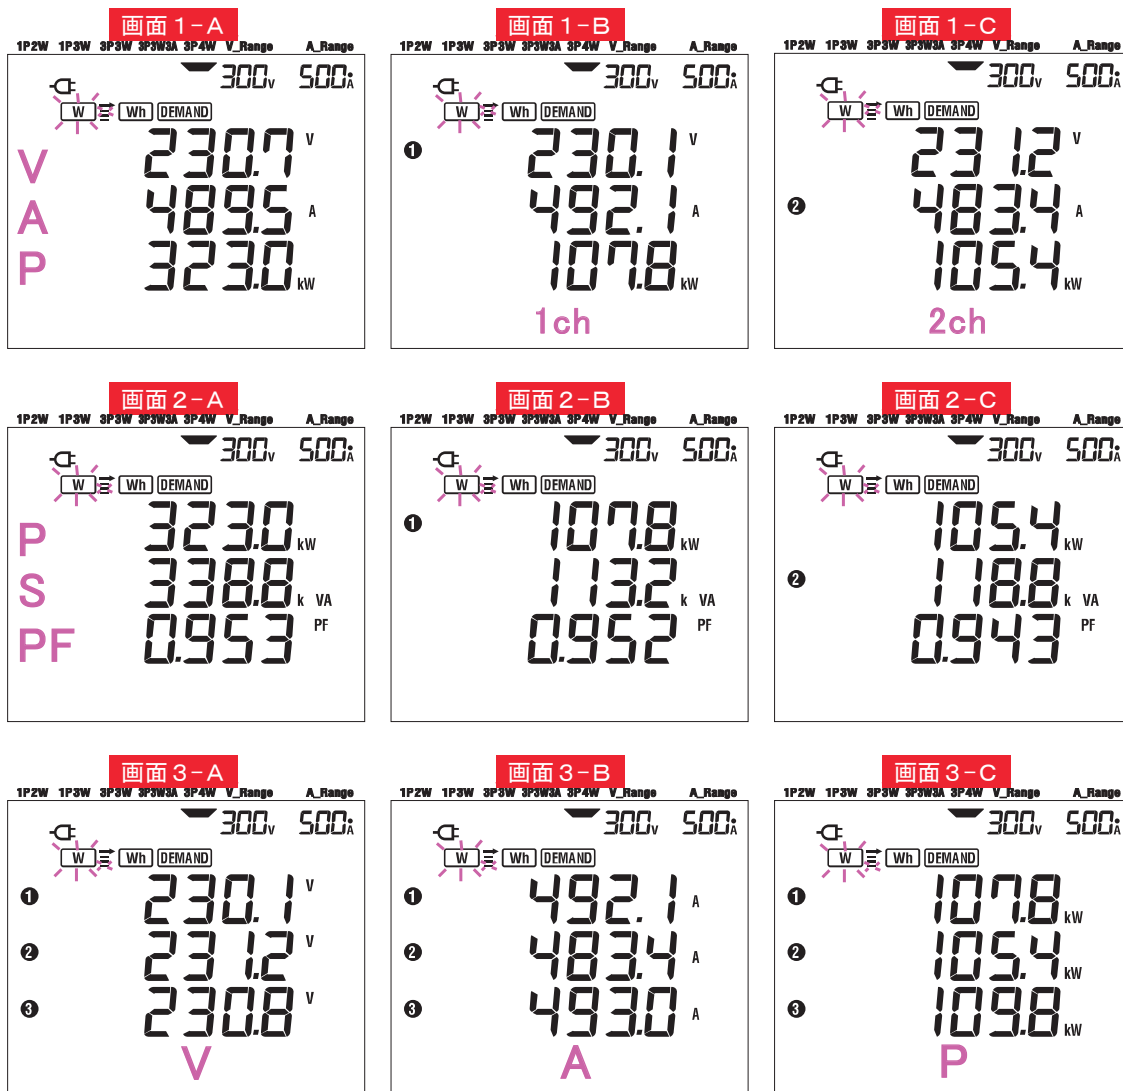 画面1-A 画面1-B 画面1-C
1P2W 1P3W 3P3W 3P3W3A 3P4W V_Range A_Range 1P2W 1P3W 3P3W 3P3W3A 3P4W V_Range A_Range 1P2W 1P3W 3P3W 3P3W3A 3P4W V_Range A_Range
300V 500A 300V 500A 300V 500A
W Wh DEMAND W Wh DEMAND W Wh DEMAND
V 230.7 V ❶ 230.1 V 231.2 V
A 489.5 A 492.1 A ❷ 483.4 A
P 323.0 kW 107.8 kW 105.4 kW
1ch 2ch
画面2-A 画面2-B 画面2-C
1P2W 1P3W 3P3W 3P3W3A 3P4W V_Range A_Range 1P2W 1P3W 3P3W 3P3W3A 3P4W V_Range A_Range 1P2W 1P3W 3P3W 3P3W3A 3P4W V_Range A_Range
300V 500A 300V 500A 300V 500A
W Wh DEMAND W Wh DEMAND W Wh DEMAND
P 323.0 kW ❶ 107.8 kW 105.4 kW
S 338.8 k VA 113.2 k VA ❷ 118.8 k VA
PF 0.953 PF 0.952 PF 0.943 PF
画面3-A 画面3-B 画面3-C
1P2W 1P3W 3P3W 3P3W3A 3P4W V_Range A_Range 1P2W 1P3W 3P3W 3P3W3A 3P4W V_Range A_Range 1P2W 1P3W 3P3W 3P3W3A 3P4W V_Range A_Range
300V 500A 300V 500A 300V 500A
W Wh DEMAND W Wh DEMAND W Wh DEMAND
❶ 230.1 V ❶ 492.1 A ❶ 107.8 kW
❷ 231.2 V ❷ 483.4 A ❷ 105.4 kW
❸ 230.8 V ❸ 493.0 A ❸ 109.8 kW
V A P